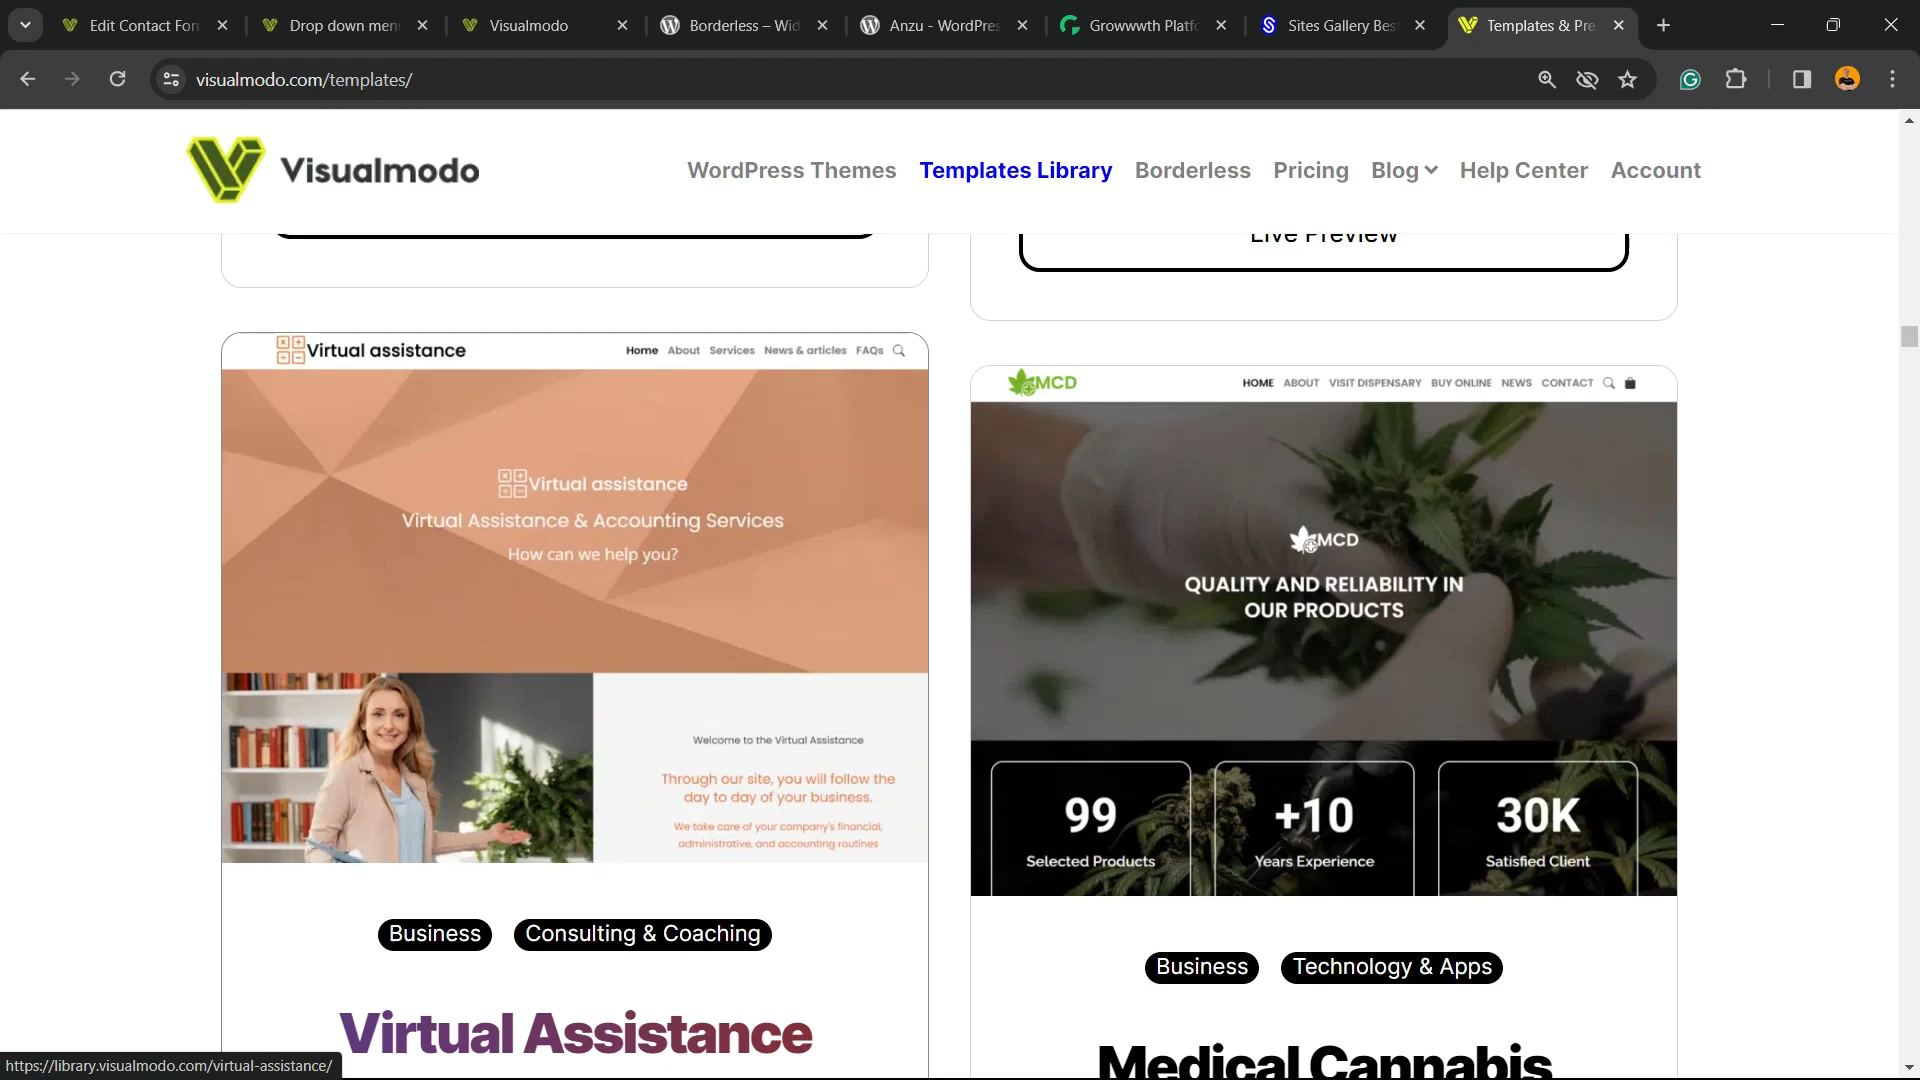 Edit Contact For
Drop down men
Visualmodo
Borderless – Wid
Anzu - WordPres
Growwwth Platfo
Sites Gallery Bes
Templates & Pre
visualmodo.com/templates/
Visualmodo
WordPress Themes
Templates Library
Borderless
Pricing
Blog
Help Center
Account
Live Preview
Virtual assistance
Home About Services News & articles FAQs
Virtual assistance
Virtual Assistance & Accounting Services
How can we help you?
Welcome to the Virtual Assistance
Through our site, you will follow the
day to day of your business.
We take care of your company's financial,
administrative, and accounting routines
Business
Consulting & Coaching
Virtual Assistance
MCD
HOME ABOUT VISIT DISPENSARY BUY ONLINE NEWS CONTACT
MCD
QUALITY AND RELIABILITY IN
OUR PRODUCTS
99
Selected Products
+10
Years Experience
30K
Satisfied Client
Business
Technology & Apps
Medical Cannabis
https://library.visualmodo.com/virtual-assistance/